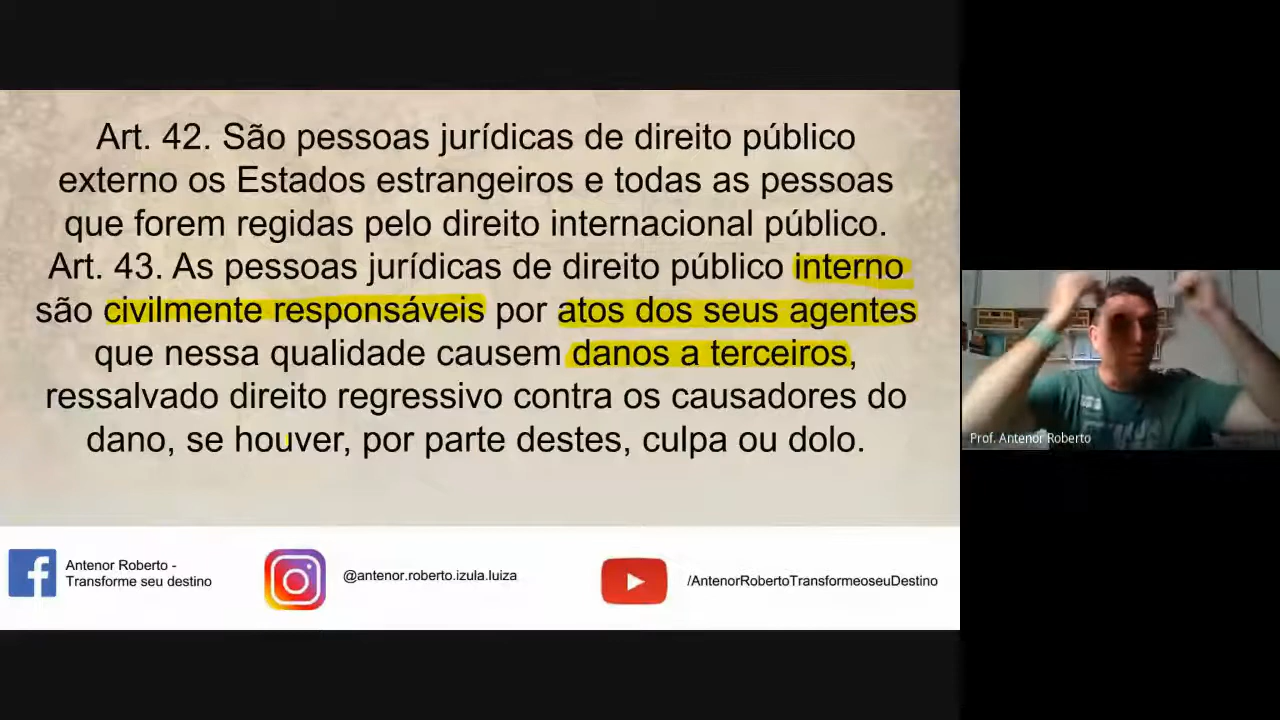 Art. 42. São pessoas jurídicas de direito público
externo os Estados estrangeiros e todas as pessoas
que forem regidas pelo direito internacional público.
Art. 43. As pessoas jurídicas de direito público interno
são civilmente responsáveis por atos dos seus agentes
que nessa qualidade causem danos a terceiros,
ressalvado direito regressivo contra os causadores do
dano, se houver, por parte destes, culpa ou dolo.
Antenor Roberto -
Transforme seu destino
@antenor.roberto.izula.luiza
/AntenorRobertoTransformeoseuDestino
Prof. Antenor Roberto